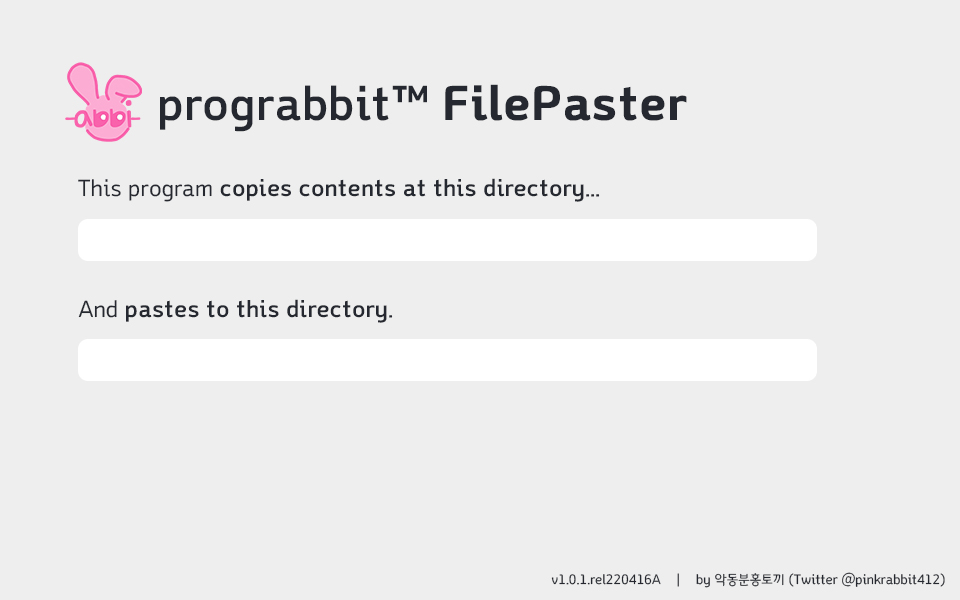 prograbbit™ FilePaster
This program copies contents at this directory...
And pastes to this directory.
v1.0.1.rel220416A | by 악동분홍토끼 (Twitter @pinkrabbit412)